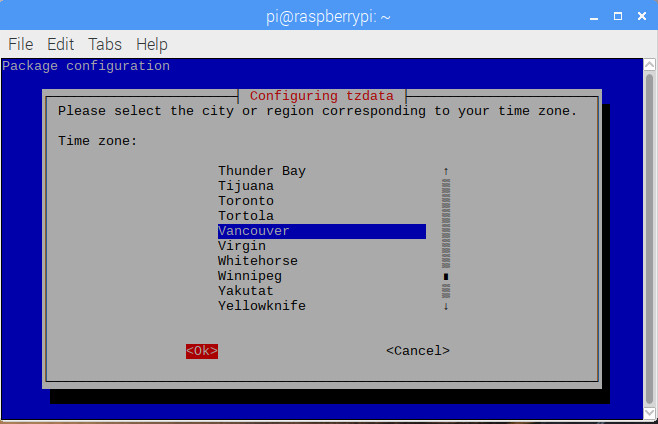 pi@raspberrypi: ~
File Edit Tabs Help
Package configuration
Configuring tzdata
Please select the city or region corresponding to your time zone.
Time zone:
Thunder Bay
Tijuana
Toronto
Tortola
Vancouver
Virgin
Whitehorse
Winnipeg
Yakutat
Yellowknife
<Ok> <Cancel>